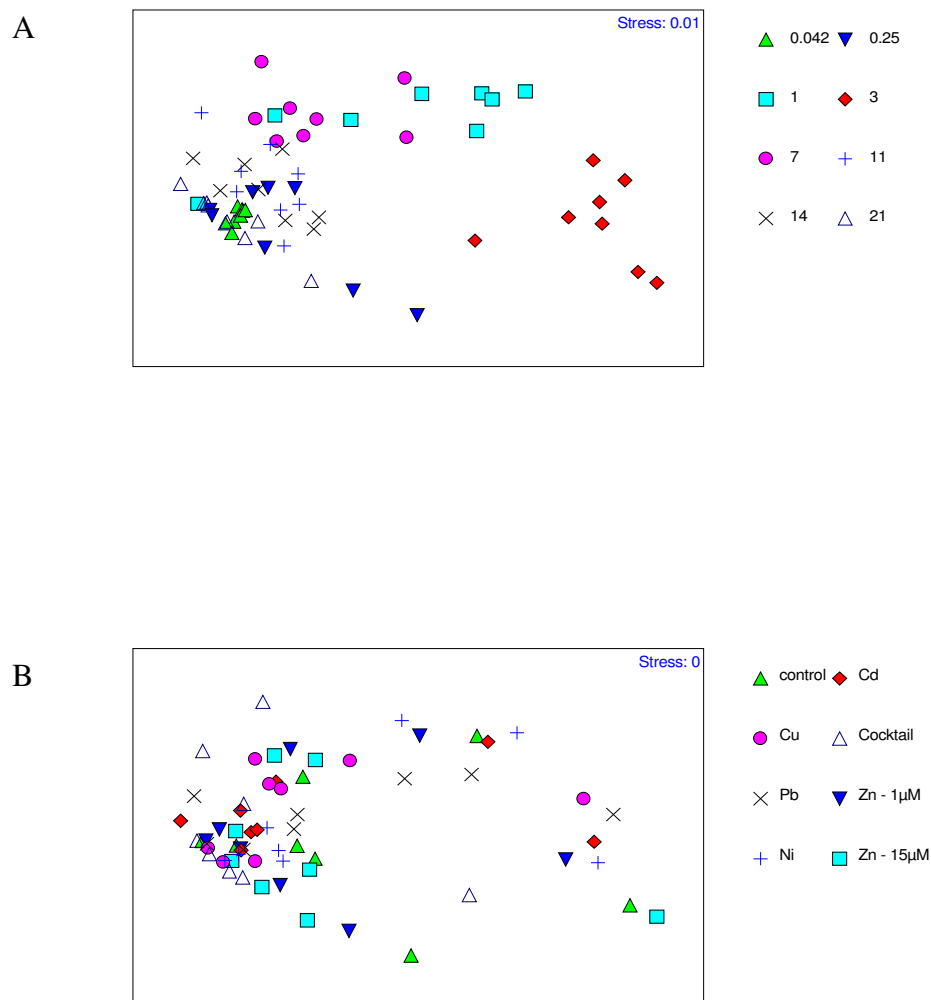 A
Stress: 0.01
0.042 0.25
1 3
7 11
14 21
B
Stress: 0
control Cd
Cu Cocktail
Pb Zn - 1µM
Ni Zn - 15µM